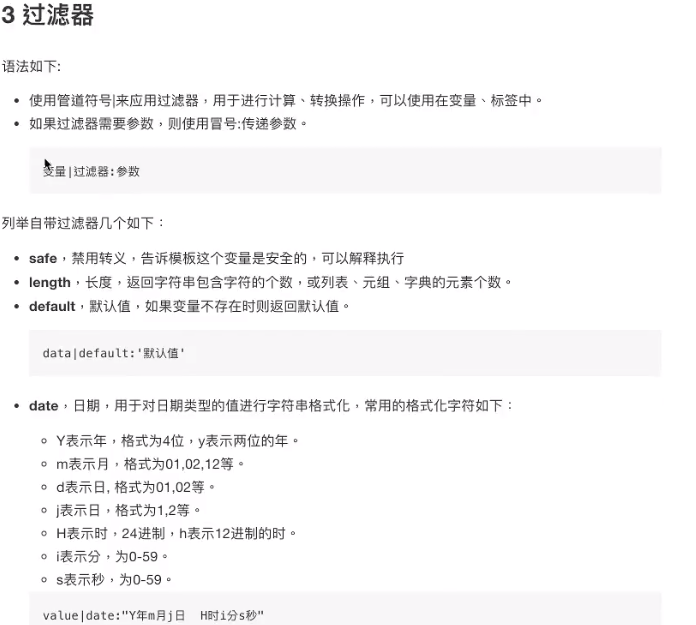 3 过滤器
语法如下:
使用管道符号|来应用过滤器，用于进行计算、转换操作，可以使用在变量、标签中。
如果过滤器需要参数，则使用冒号:传递参数。
变量|过滤器:参数
列举自带过滤器几个如下：
safe，禁用转义，告诉模板这个变量是安全的，可以解释执行
length，长度，返回字符串包含字符的个数，或列表、元组、字典的元素个数。
default，默认值，如果变量不存在时则返回默认值。
data|default:'默认值'
date，日期，用于对日期类型的值进行字符串格式化，常用的格式化字符如下：
Y表示年，格式为4位，y表示两位的年。
m表示月，格式为01,02,12等。
d表示日, 格式为01,02等。
j表示日，格式为1,2等。
H表示时，24进制，h表示12进制的时。
i表示分，为0-59。
s表示秒，为0-59。
value|date:"Y年m月j日  H时i分s秒"